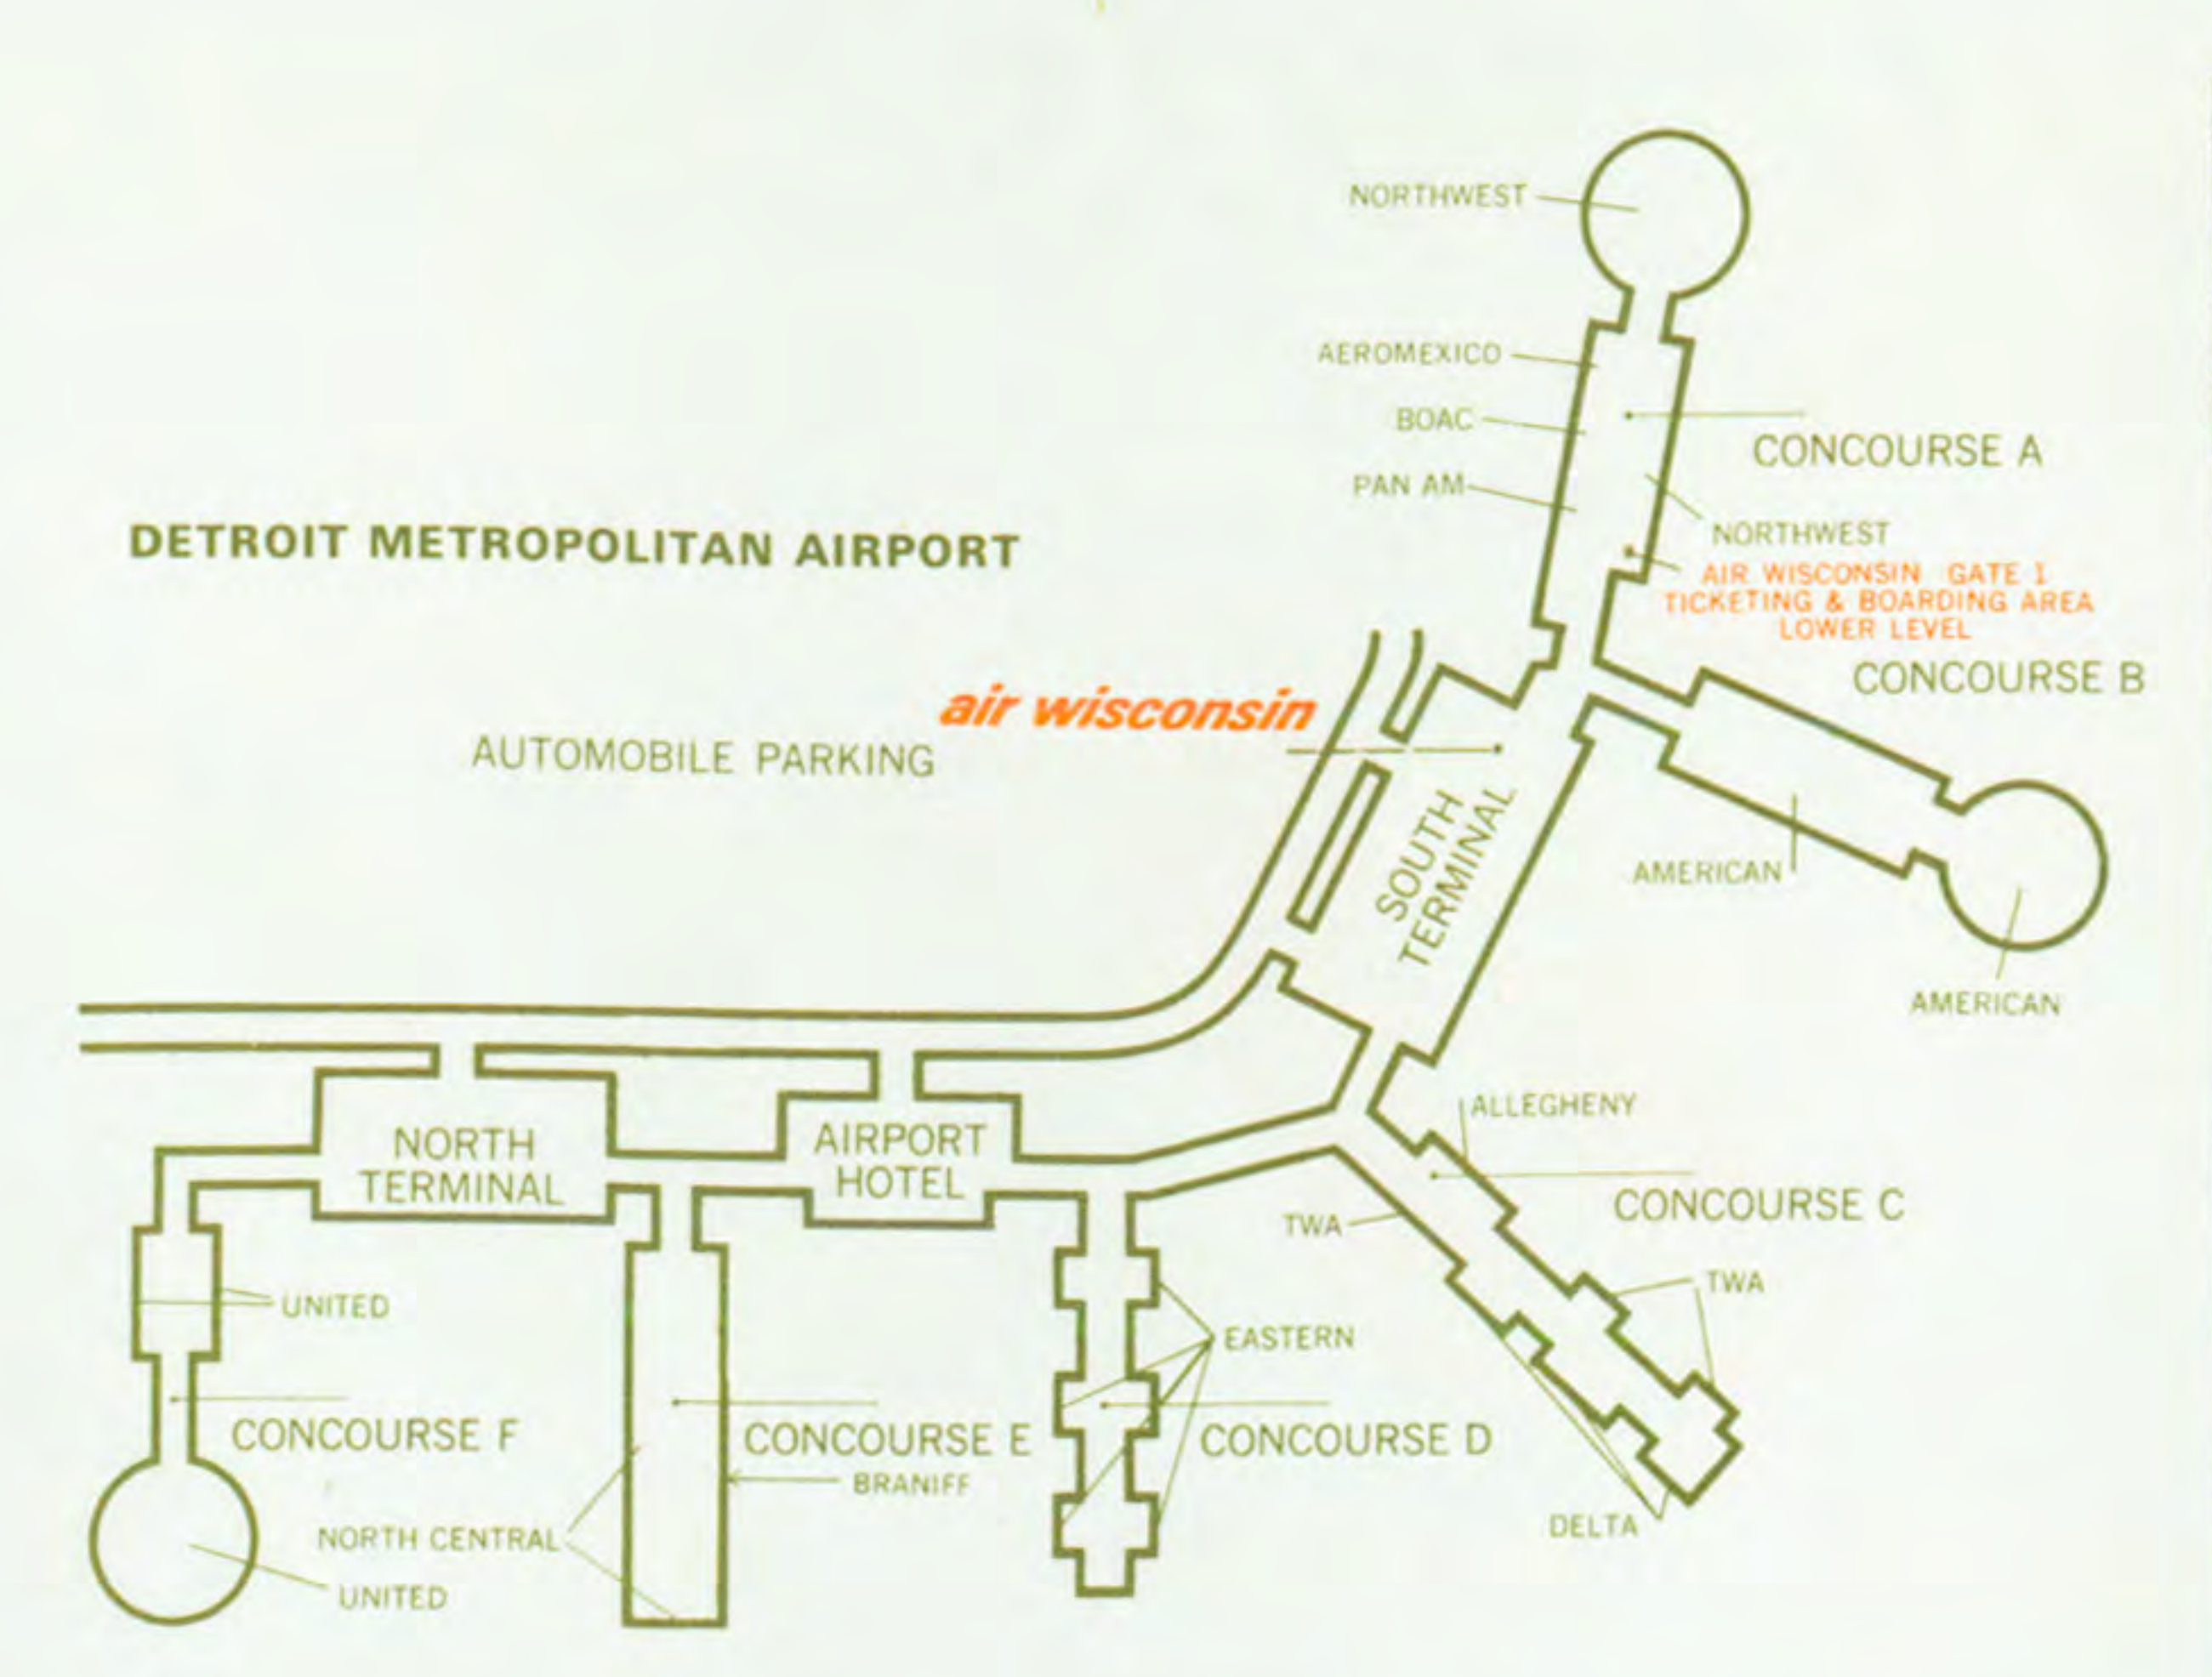 NORTHWEST
AEROMEXICO
BOAC
CONCOURSE A
PAN AM
NORTHWEST
DETROIT METROPOLITAN AIRPORT
AIR WISCONSIN GATE 1
TICKETING & BOARDING AREA
LOWER LEVEL
CONCOURSE B
air wisconsin
AUTOMOBILE PARKING
SOUTH
TERMINAL
AMERICAN
AMERICAN
ALLEGHENY
NORTH
TERMINAL
AIRPORT
HOTEL
CONCOURSE C
TWA
TWA
UNITED
EASTERN
CONCOURSE F
CONCOURSE E
CONCOURSE D
BRANIFF
NORTH CENTRAL
DELTA
UNITED